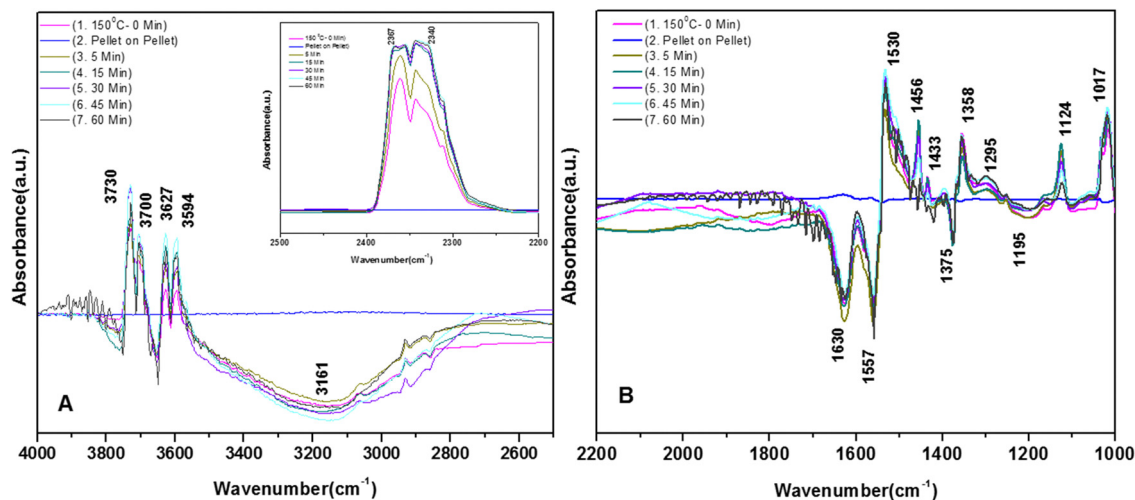 (1. 150⁰C- 0 Min)
(2. Pellet on Pellet)
(3. 5 Min)
(4. 15 Min)
(5. 30 Min)
(6. 45 Min)
(7. 60 Min)
3730
3700
3627
3594
3161
A
Absorbance(a.u.)
4000 3800 3600 3400 3200 3000 2800 2600
Wavenumber(cm⁻¹)
150 ⁰C- 0 Min
Pellet on Pellet)
5 Min
15 Min
30 Min
45 Min
60 Min
2367
2340
Absorbance(a.u.)
2500 2400 2300 2200
Wavenumber(cm⁻¹)
(1. 150⁰C- 0 Min)
(2. Pellet on Pellet)
(3. 5 Min)
(4. 15 Min)
(5. 30 Min)
(6. 45 Min)
(7. 60 Min)
1530
1456
1433
1358
1295
1124
1017
1630
1557
1375
1195
B
Absorbance(a.u.)
2200 2000 1800 1600 1400 1200 1000
Wavenumber(cm⁻¹)